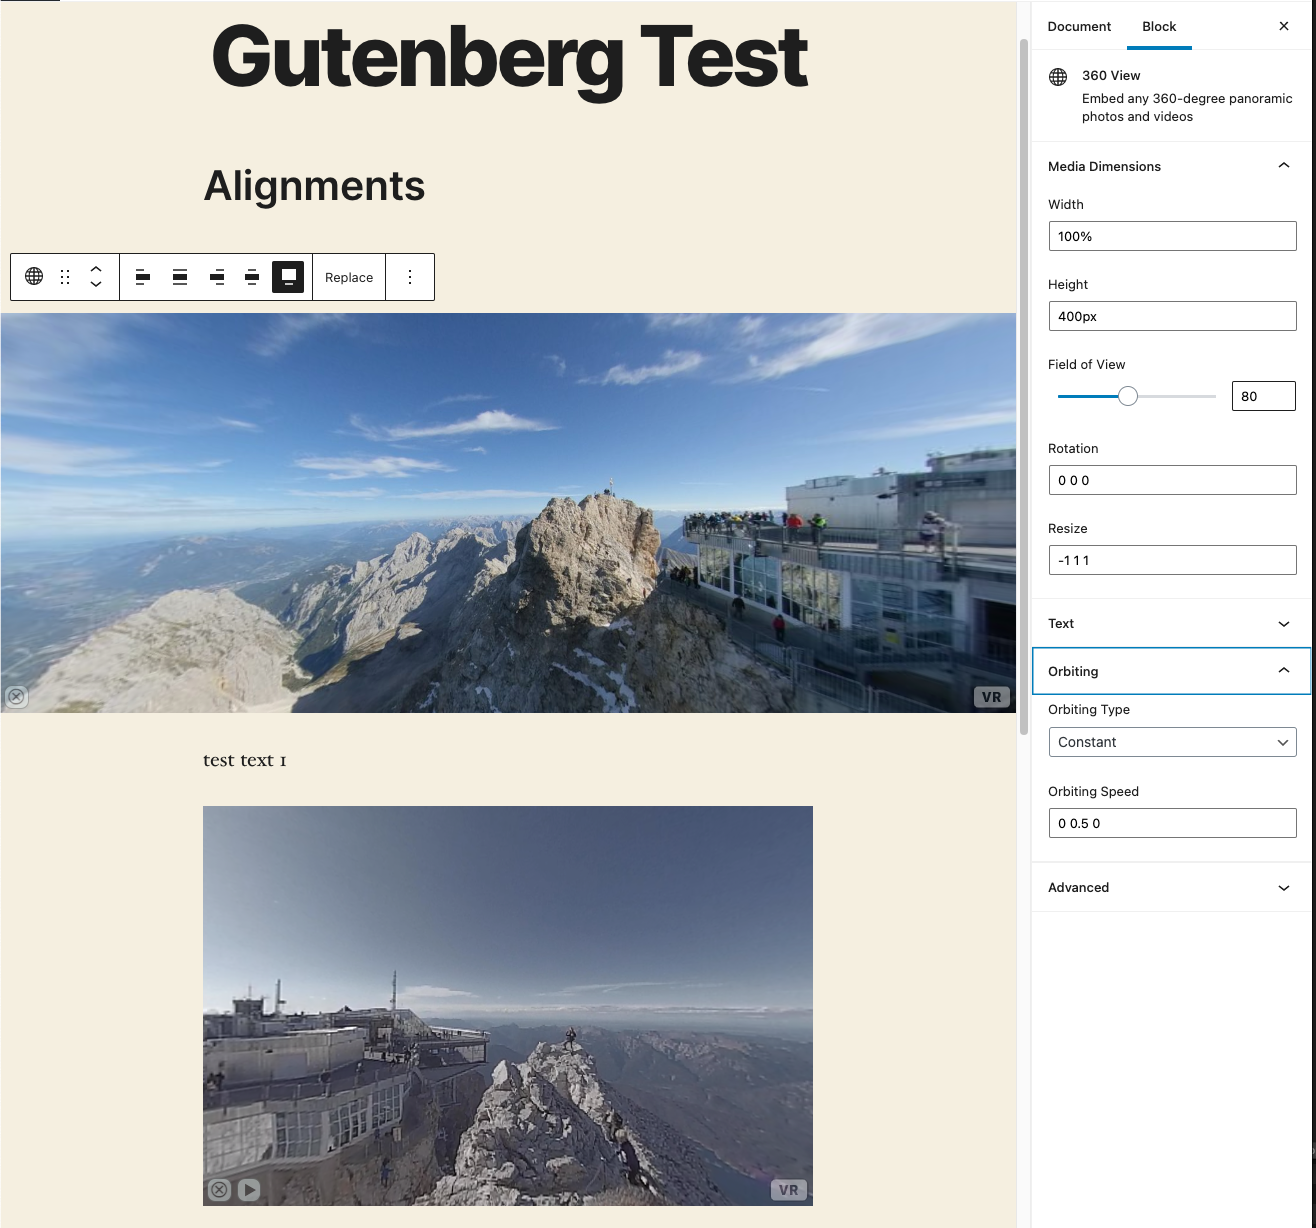 Gutenberg Test
Alignments
Replace
VR
test text 1
VR
Document Block
360 View
Embed any 360-degree panoramic
photos and videos
Media Dimensions
Width
100%
Height
400px
Field of View
80
Rotation
0 0 0
Resize
-1 1 1
Text
Orbiting
Orbiting Type
Constant
Orbiting Speed
0 0.5 0
Advanced